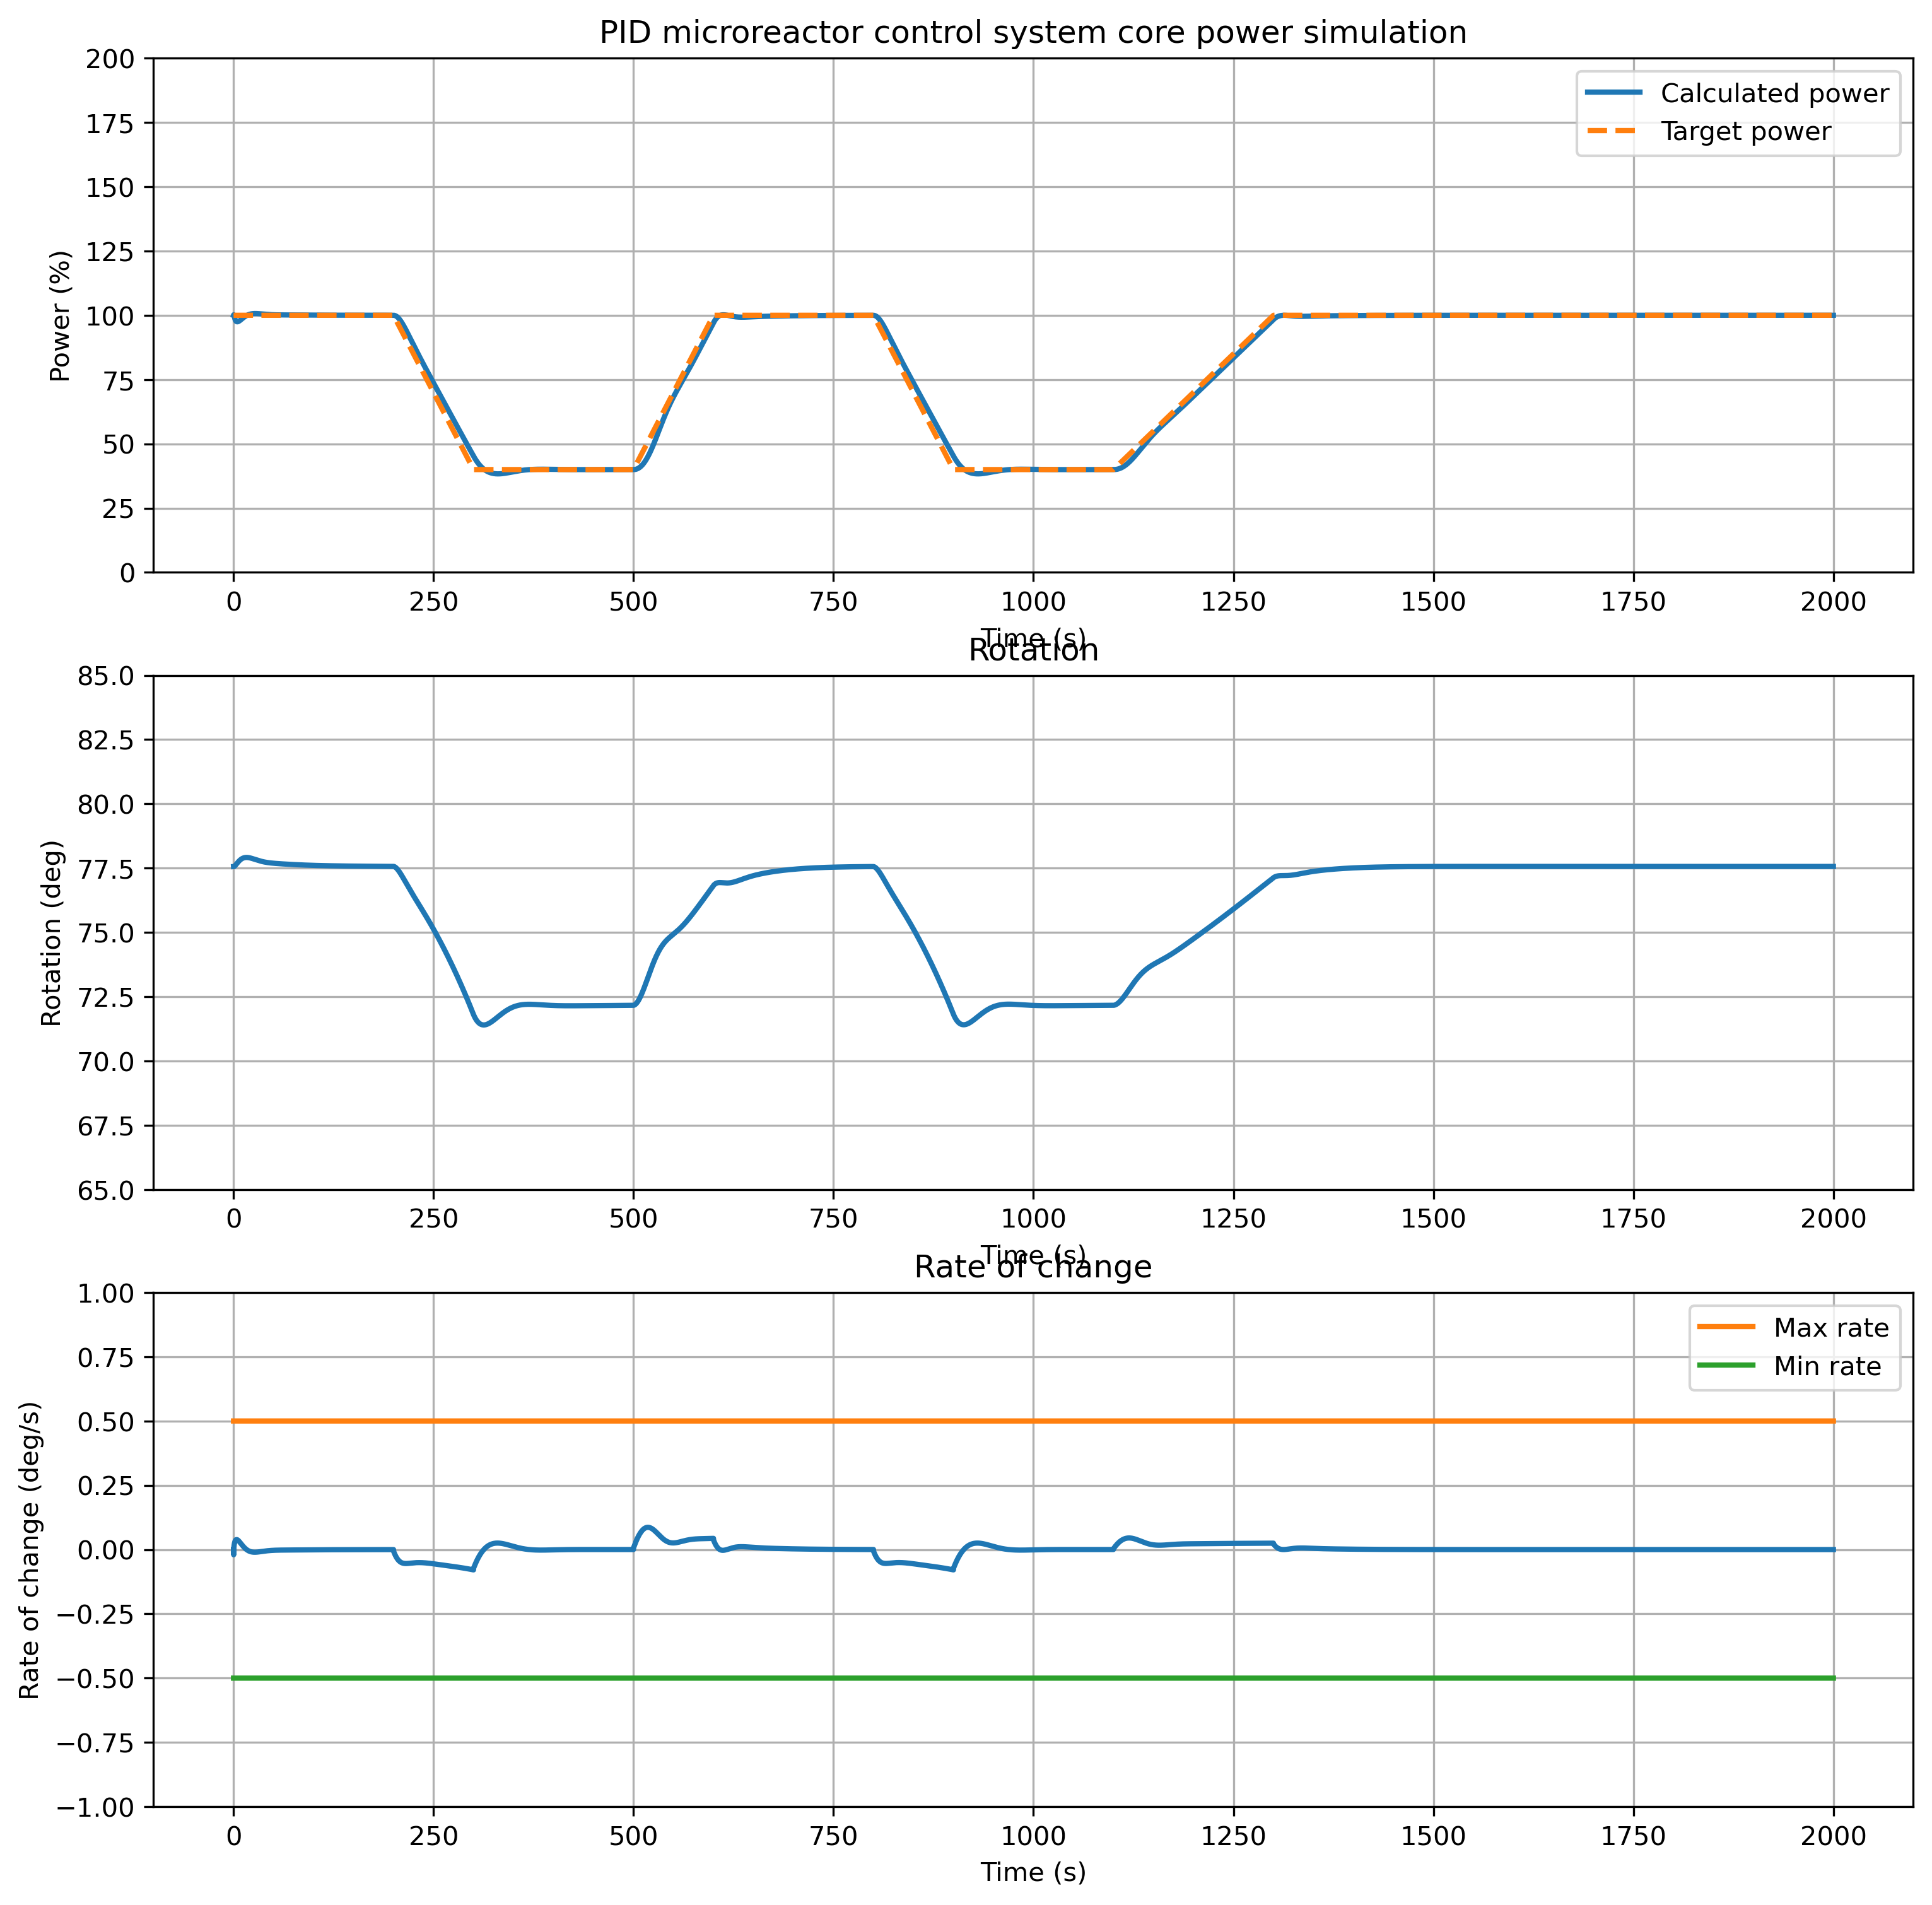 PID microreactor control system core power simulation
200
175
150
125
100
75
50
25
0
Power (%)
Calculated power
Target power
0 250 500 750 1000 1250 1500 1750 2000
Time (s)
Rotation
85.0
82.5
80.0
77.5
75.0
72.5
70.0
67.5
65.0
Rotation (deg)
0 250 500 750 1000 1250 1500 1750 2000
Time (s)
Rate of change
1.00
0.75
0.50
0.25
0.00
−0.25
−0.50
−0.75
−1.00
Rate of change (deg/s)
Max rate
Min rate
0 250 500 750 1000 1250 1500 1750 2000
Time (s)